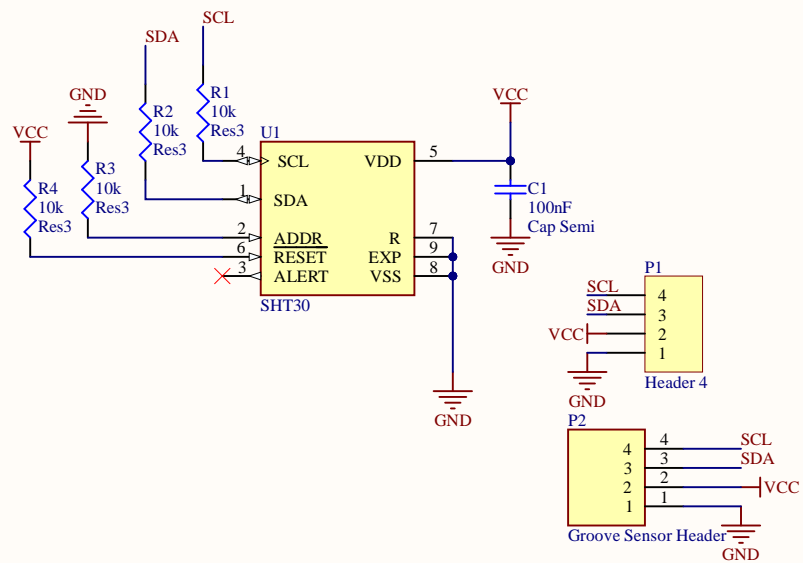 SCL
SDA
GND
VCC
R1
10k
Res3
R2
10k
Res3
R3
10k
Res3
R4
10k
Res3
U1
4 SCL
1 SDA
2 ADDR
6 RESET
3 ALERT
VDD 5
R 7
EXP 9
VSS 8
SHT30
VCC
C1
100nF
Cap Semi
GND
GND
P1
SCL 4
SDA 3
VCC 2
1
GND
Header 4
P2
4 4 SCL
3 3 SDA
2 2 VCC
1 1
Groove Sensor Header
GND